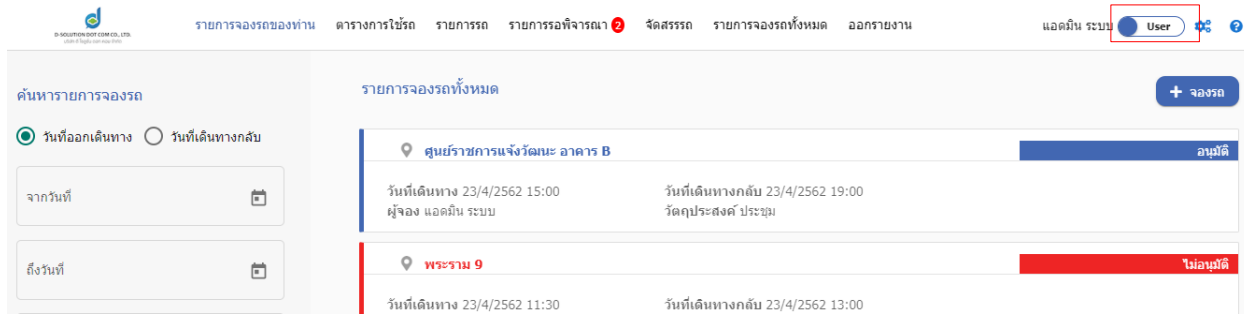 D-SOLUTION DOT COM CO., LTD.
รายการจองรถของท่าน ตารางการใช้รถ รายการรถ รายการรอพิจารณา 2 จัดสรรรถ รายการจองรถทั้งหมด ออกรายงาน แอดมิน ระบบ User ?
ค้นหารายการจองรถ
วันที่ออกเดินทาง วันที่เดินทางกลับ
จากวันที่
ถึงวันที่
รายการจองรถทั้งหมด
+ จองรถ
ศูนย์ราชการแจ้งวัฒนะ อาคาร B อนุมัติ
วันที่เดินทาง 23/4/2562 15:00 วันที่เดินทางกลับ 23/4/2562 19:00
ผู้จอง แอดมิน ระบบ วัตถุประสงค์ ประชุม
พระราม 9 ไม่อนุมัติ
วันที่เดินทาง 23/4/2562 11:30 วันที่เดินทางกลับ 23/4/2562 13:00